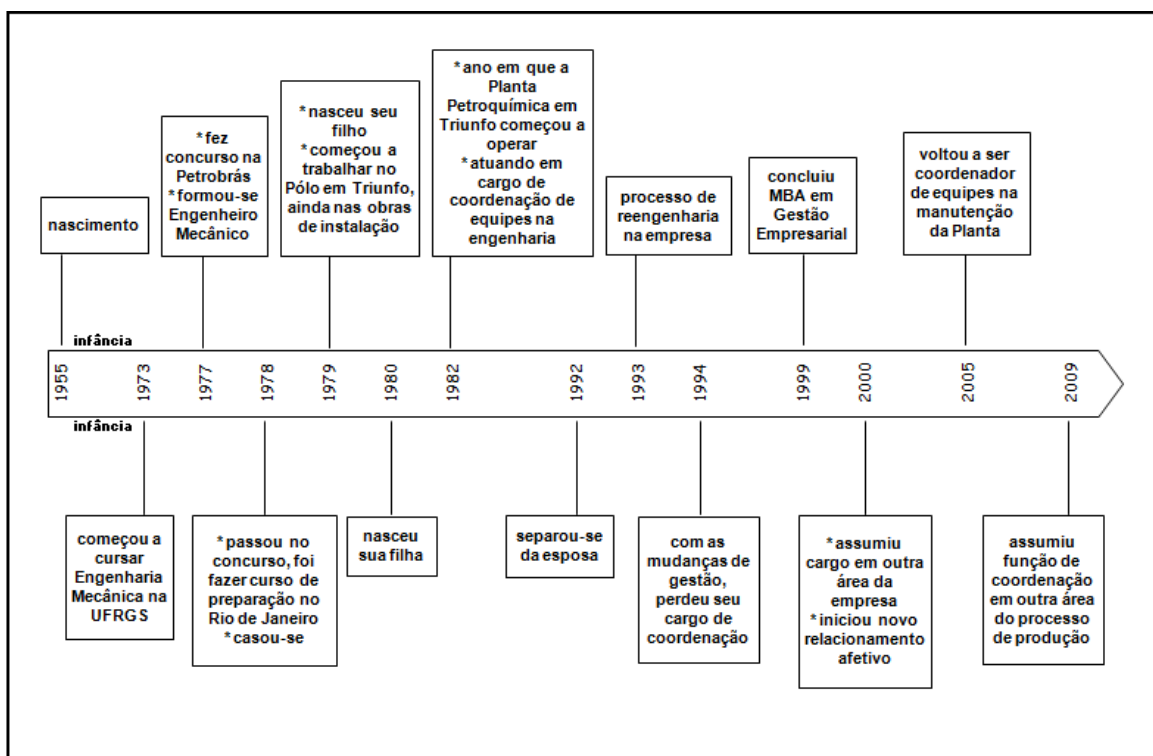 nascimento
* fez
concurso na
Petrobrás
* formou-se
Engenheiro
Mecânico
* nasceu seu
filho
* começou a
trabalhar no
Pólo em Triunfo,
ainda nas obras
de instalação
* ano em que a
Planta
Petroquímica em
Triunfo começou a
operar
* atuando em
cargo de
coordenação de
equipes na
engenharia
processo de
reengenharia
na empresa
concluiu
MBA em
Gestão
Empresarial
voltou a ser
coordenador
de equipes na
manutenção
da Planta
infância
1955
1973
1977
1978
1979
1980
1982
1992
1993
1994
1999
2000
2005
2009
infância
começou a
cursar
Engenharia
Mecânica na
UFRGS
* passou no
concurso, foi
fazer curso de
preparação no
Rio de Janeiro
* casou-se
nasceu
sua filha
separou-se
da esposa
com as
mudanças de
gestão,
perdeu seu
cargo de
coordenação
* assumiu
cargo em outra
área da
empresa
* iniciou novo
relacionamento
afetivo
assumiu
função de
coordenação
em outra área
do processo
de produção